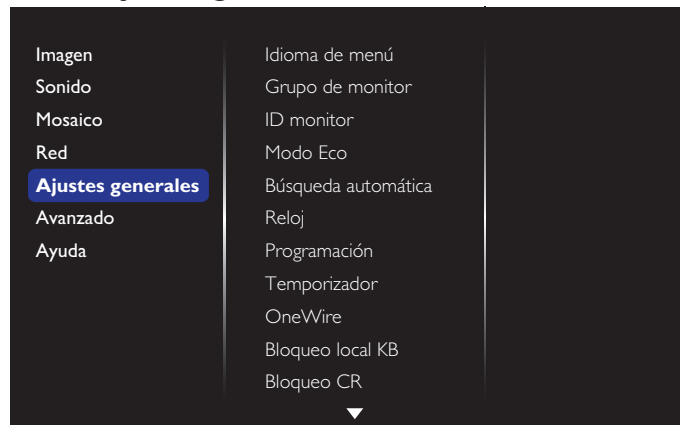 Imagen
Sonido
Mosaico
Red
Ajustes generales
Avanzado
Ayuda
Idioma de menú
Grupo de monitor
ID monitor
Modo Eco
Búsqueda automática
Reloj
Programación
Temporizador
OneWire
Bloqueo local KB
Bloqueo CR